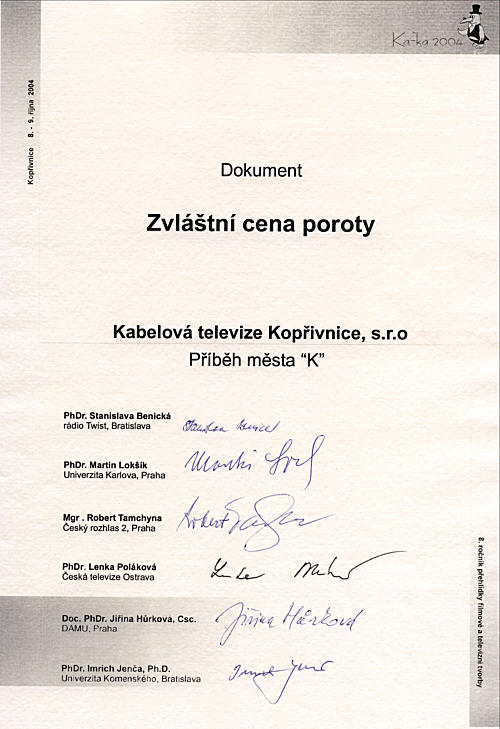 Ka-ka 2004
Kopřivnice 8. - 9. října 2004
Dokument
Zvláštní cena poroty
Kabelová televize Kopřivnice, s.r.o
Příběh města “K”
PhDr. Stanislava Benická
rádio Twist, Bratislava
PhDr. Martin Lokšík
Univerzita Karlova, Praha
Mgr . Robert Tamchyna
Český rozhlas 2, Praha
Robert
PhDr. Lenka Poláková
Česká televize Ostrava
Doc. PhDr. Jiřina Hůrková, Csc.
DAMU, Praha
Jiřina Hůrková
PhDr. Imrich Jenča, Ph.D.
Univerzita Komenského, Bratislava
8. ročník přehlídky filmové a televizní tvorby